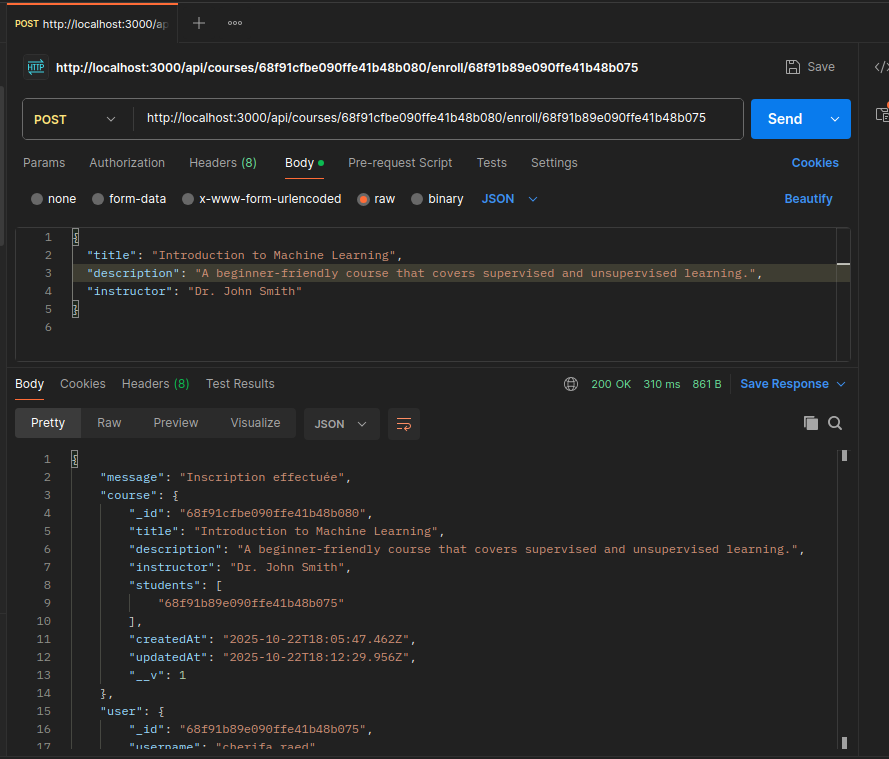 POST http://localhost:3000/ap
HTTP http://localhost:3000/api/courses/68f91cfbe090ffe41b48b080/enroll/68f91b89e090ffe41b48b075 Save
POST http://localhost:3000/api/courses/68f91cfbe090ffe41b48b080/enroll/68f91b89e090ffe41b48b075 Send
Params Authorization Headers (8) Body Pre-request Script Tests Settings Cookies
none form-data x-www-form-urlencoded raw binary JSON Beautify
1 {
2 "title": "Introduction to Machine Learning",
3 "description": "A beginner-friendly course that covers supervised and unsupervised learning.",
4 "instructor": "Dr. John Smith"
5 }
6
Body Cookies Headers (8) Test Results 200 OK 310 ms 861 B Save Response
Pretty Raw Preview Visualize JSON
1 {
2 "message": "Inscription effectuée",
3 "course": {
4 "_id": "68f91cfbe090ffe41b48b080",
5 "title": "Introduction to Machine Learning",
6 "description": "A beginner-friendly course that covers supervised and unsupervised learning.",
7 "instructor": "Dr. John Smith",
8 "students": [
9 "68f91b89e090ffe41b48b075"
10 ],
11 "createdAt": "2025-10-22T18:05:47.462Z",
12 "updatedAt": "2025-10-22T18:12:29.956Z",
13 "__v": 1
14 },
15 "user": {
16 "_id": "68f91b89e090ffe41b48b075",
17 "username": "cherifa raed"